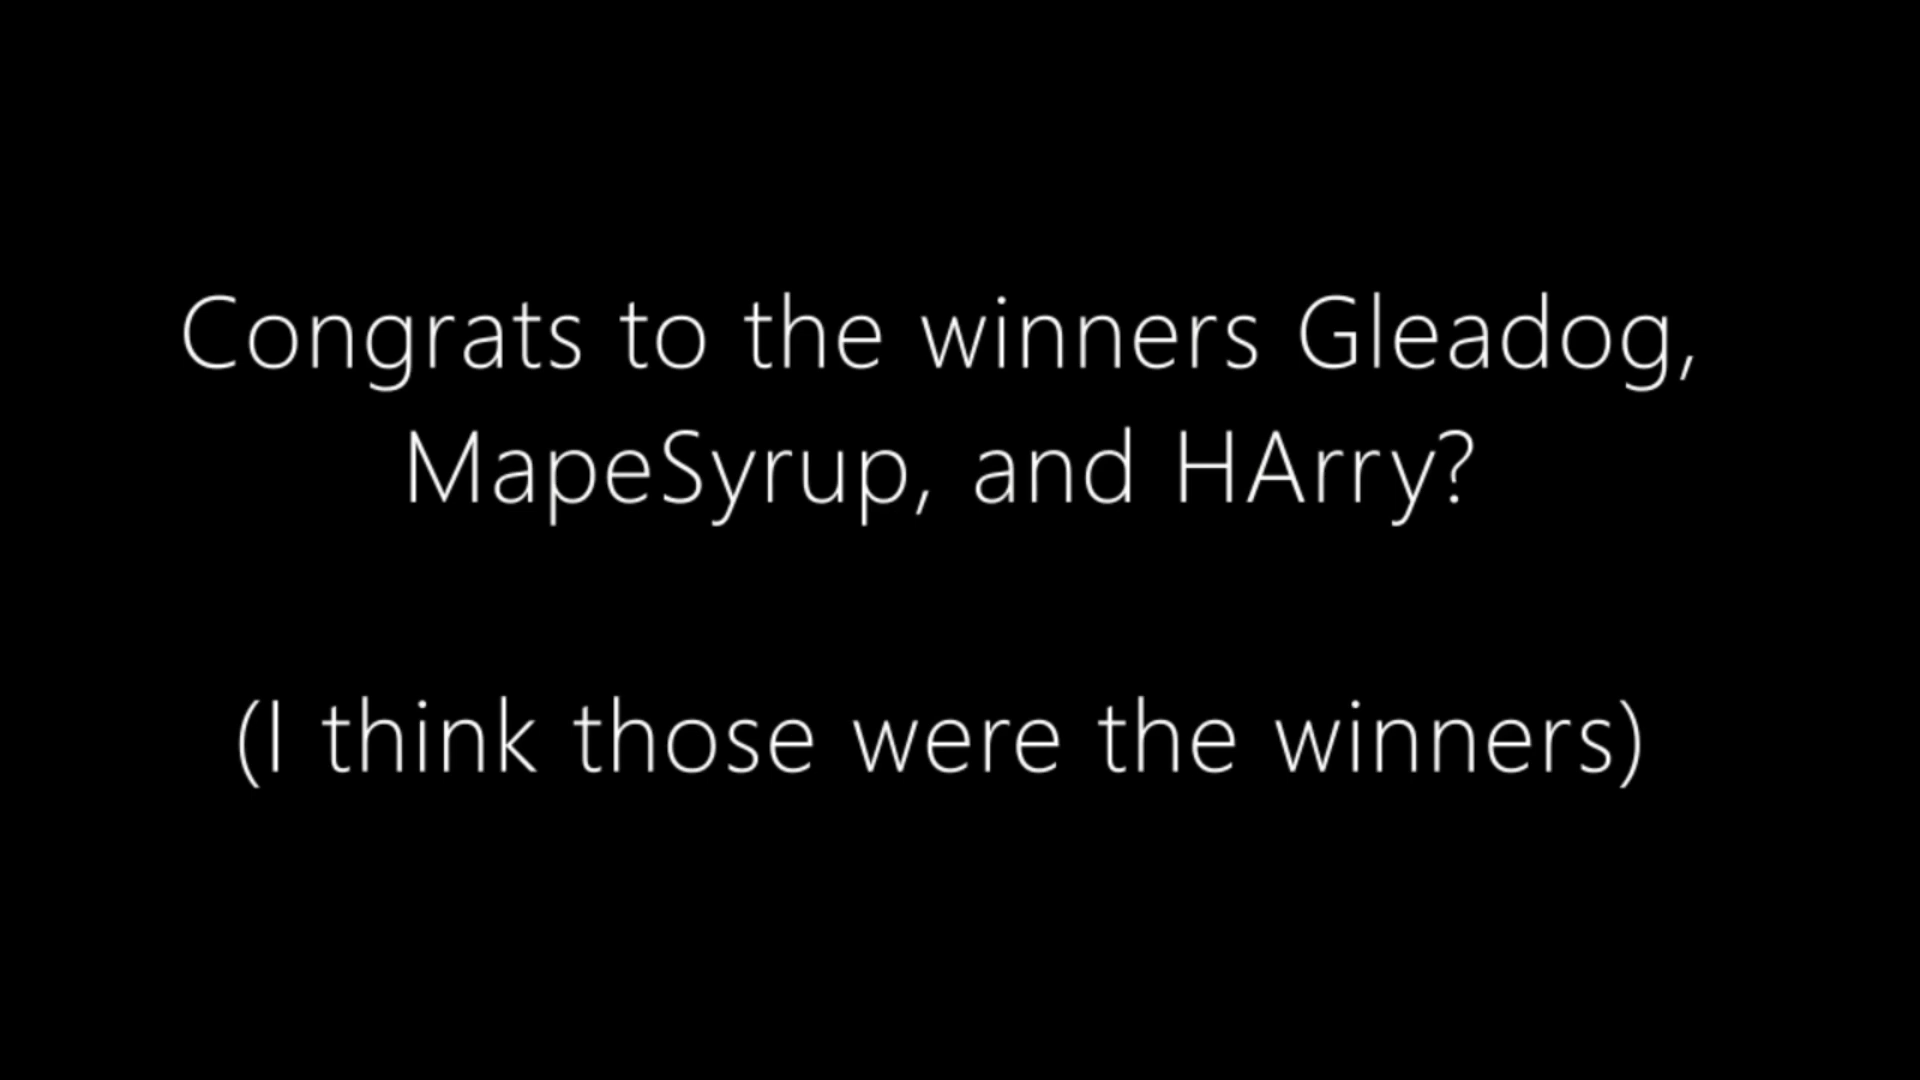 Congrats to the winners Gleadog,
MapeSyrup, and HArry?
(I think those were the winners)